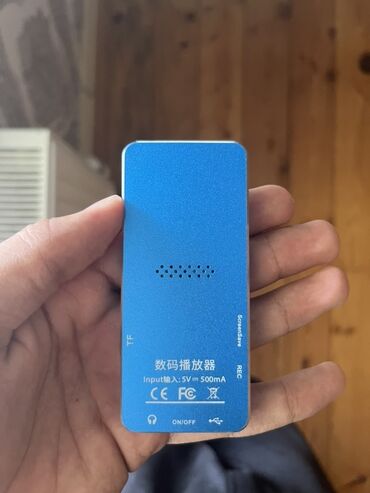 ScreenSave
TF
REC
数码播放器
Input输入: 5V⎓500mA
CE FC
ON/OFF